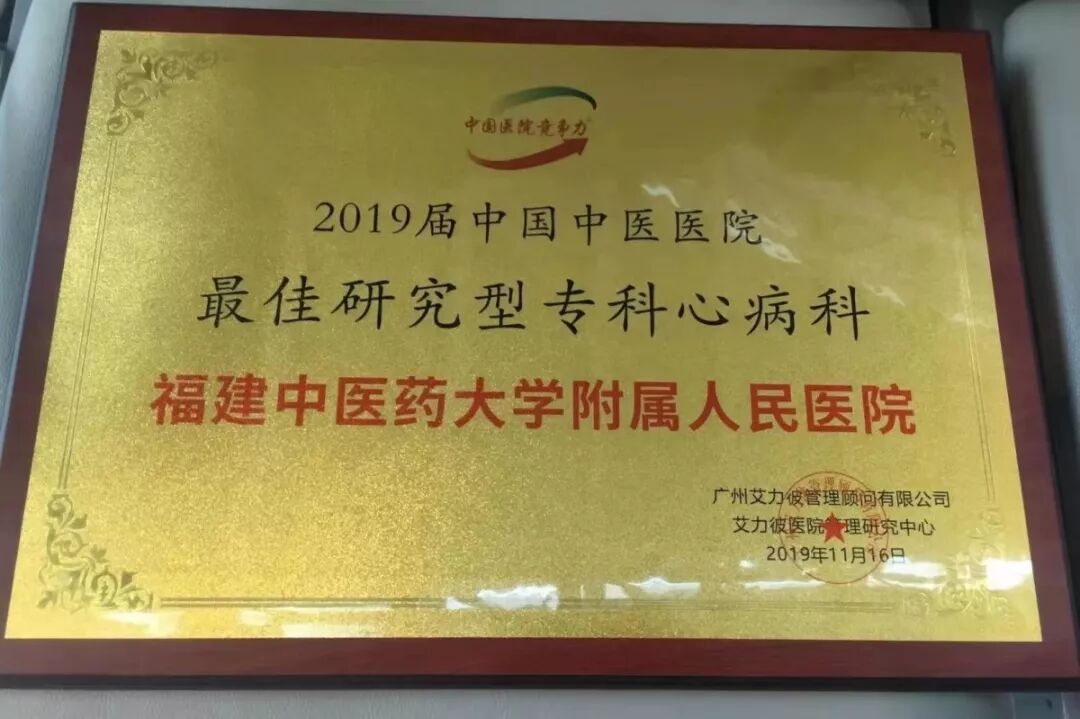 中国医院竞争力
2019届中国中医医院
最佳研究型专科心病科
福建中医药大学附属人民医院
广州艾力彼管理顾问有限公司
艾力彼医院管理研究中心
2019年11月16日